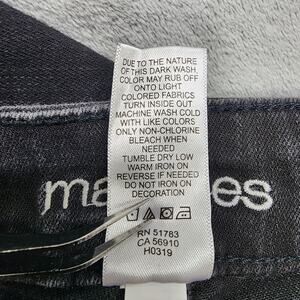 DUE TO THE NATURE
OF THIS DARK WASH,
COLOR MAY RUB OFF
ONTO LIGHT
COLORED FABRICS
TURN INSIDE OUT
MACHINE WASH COLD
WITH LIKE COLORS
ONLY NON-CHLORINE
BLEACH WHEN
NEEDED
TUMBLE DRY LOW
WARM IRON ON
REVERSE IF NEEDED
DO NOT IRON ON
DECORATION
ma es
RN 51783
CA 56910
H0319